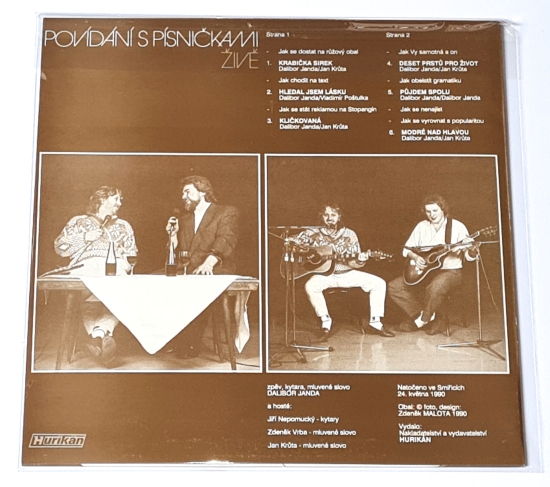 POVÍDÁNÍ S PÍSNIČKAMI
ŽIVĚ
Strana 1
- Jak se dostat na růžový obal
1. KRABIČKA SIREK
Dalibor Janda/Jan Krůta
- Jak chodit na text
2. HLEDAL JSEM LÁSKU
Dalibor Janda/Vladimír Poštulka
- Jak se stát reklamou na Stopangin
3. KLIČKOVANÁ
Dalibor Janda/Jan Krůta
Strana 2
- Jak Vy samotná a on
4. DESET PRSTŮ PRO ŽIVOT
Dalibor Janda/Jan Krůta
- Jak obelstít gramatiku
5. PŮJDEM SPOLU
Dalibor Janda/Dalibor Janda
- Jak se nenajíst
- Jak se vyrovnat s popularitou
6. MODRÉ NAD HLAVOU
Dalibor Janda/Jan Krůta
zpěv, kytara, mluvené slovo
DALIBOR JANDA
a hosté:
Jiří Nepomucký - kytary
Zdeněk Vrba - mluvené slovo
Jan Krůta - mluvené slovo
Natočeno ve Smiřicích
24. května 1990
Obal: © foto, design:
Zdeněk MALOTA 1990
Vydalo:
Nakladatelství a vydavatelství
HURIKÁN
Hurikán